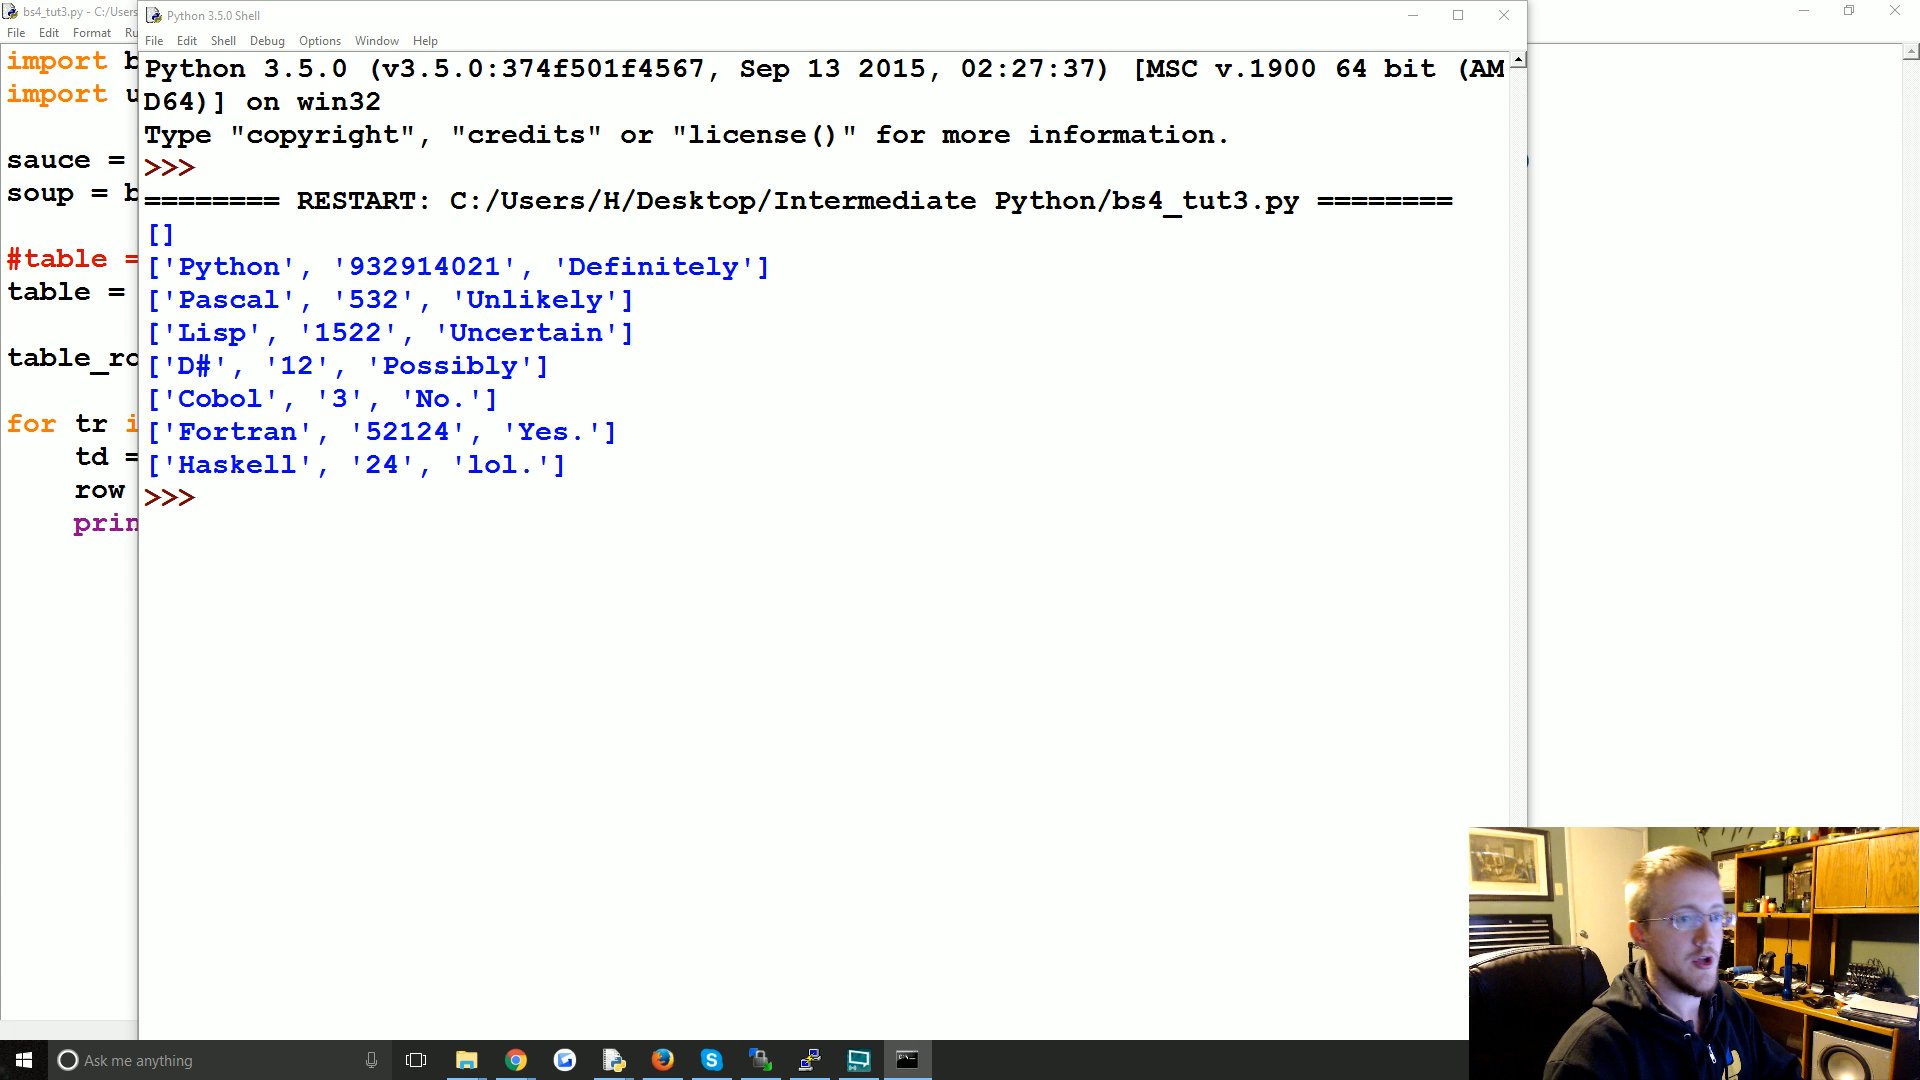 bs4_tut3.py - C:/Users
File Edit Format Ru
import b
import u
sauce =
soup = b
#table =
table =
table_ro
for tr i
td =
row
prin
Python 3.5.0 Shell
File Edit Shell Debug Options Window Help
Python 3.5.0 (v3.5.0:374f501f4567, Sep 13 2015, 02:27:37) [MSC v.1900 64 bit (AM
D64)] on win32
Type "copyright", "credits" or "license()" for more information.
>>>
======== RESTART: C:/Users/H/Desktop/Intermediate Python/bs4_tut3.py ========
[]
['Python', '932914021', 'Definitely']
['Pascal', '532', 'Unlikely']
['Lisp', '1522', 'Uncertain']
['D#', '12', 'Possibly']
['Cobol', '3', 'No.']
['Fortran', '52124', 'Yes.']
['Haskell', '24', 'lol.']
>>>
Ask me anything